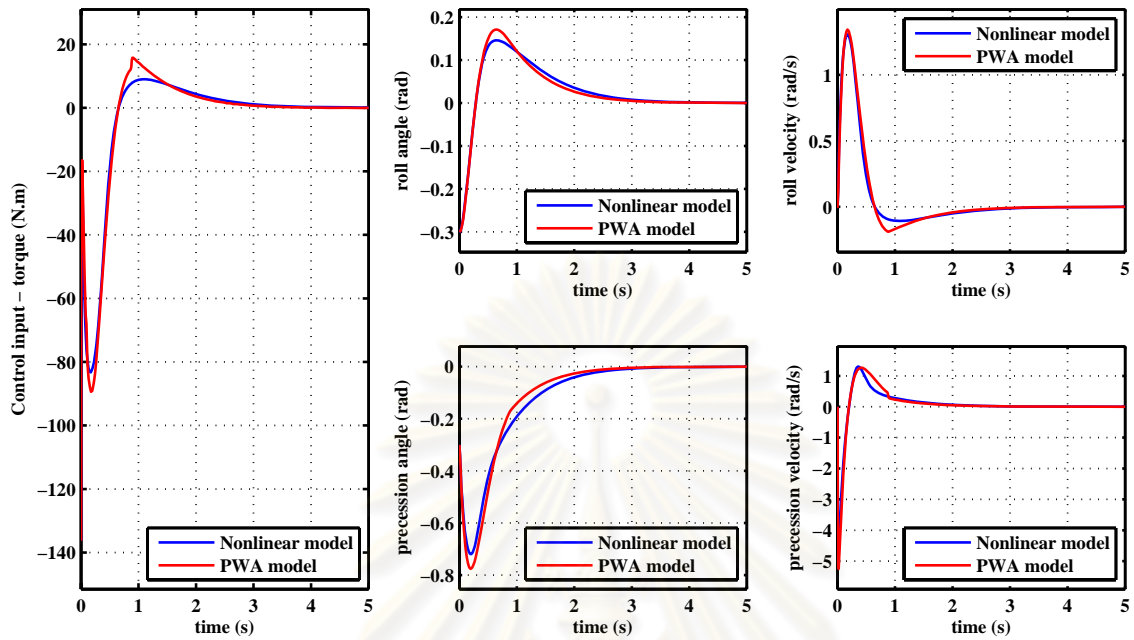 Control input − torque (N.m)
20
0
−20
−40
−60
−80
−100
−120
−140
0 1 2 3 4 5
time (s)
Nonlinear model
PWA model
roll angle (rad)
0.2
0.1
0
−0.1
−0.2
−0.3
0 1 2 3 4 5
time (s)
Nonlinear model
PWA model
roll velocity (rad/s)
1
0.5
0
0 1 2 3 4 5
time (s)
Nonlinear model
PWA model
precession angle (rad)
0
−0.2
−0.4
−0.6
−0.8
0 1 2 3 4 5
time (s)
Nonlinear model
PWA model
precession velocity (rad/s)
1
0
−1
−2
−3
−4
−5
0 1 2 3 4 5
time (s)
Nonlinear model
PWA model